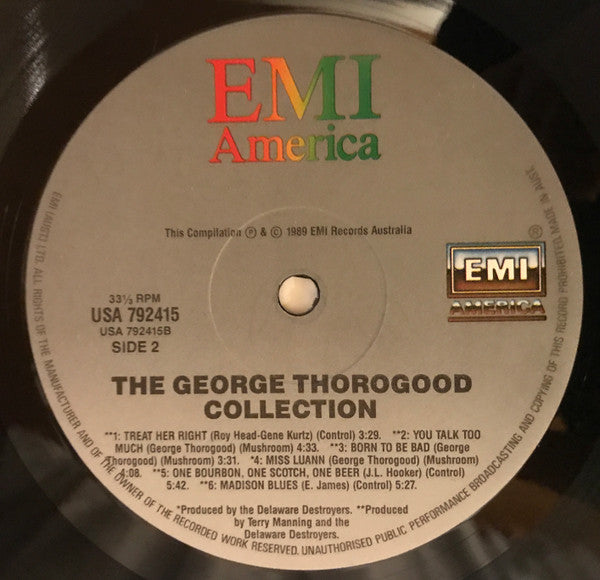 EMI
America
This Compilation Ⓟ & © 1989 EMI Records Australia
®
EMI
AMERICA
33⅓ RPM
USA 792415
USA 792415B
SIDE 2
THE GEORGE THOROGOOD
COLLECTION
**1: TREAT HER RIGHT (Roy Head-Gene Kurtz) (Control) 3:29. **2: YOU TALK TOO
MUCH (George Thorogood) (Mushroom) 4:33. **3: BORN TO BE BAD (George
Thorogood) (Mushroom) 3:31. *4: MISS LUANN (George Thorogood) (Mushroom)
4:08. **5: ONE BOURBON, ONE SCOTCH, ONE BEER (J.L. Hooker) (Control)
5:42. **6: MADISON BLUES (E. James) (Control) 5:27.
*Produced by the Delaware Destroyers. **Produced
by Terry Manning and the
Delaware Destroyers.
EMI (AUST.) LTD. ALL RIGHTS OF THE MANUFACTURER AND OF THE OWNER OF THE RECORDED WORK RESERVED. UNAUTHORISED PUBLIC PERFORMANCE BROADCASTING AND COPYING OF THIS RECORD PROHIBITED. MADE IN AUST.